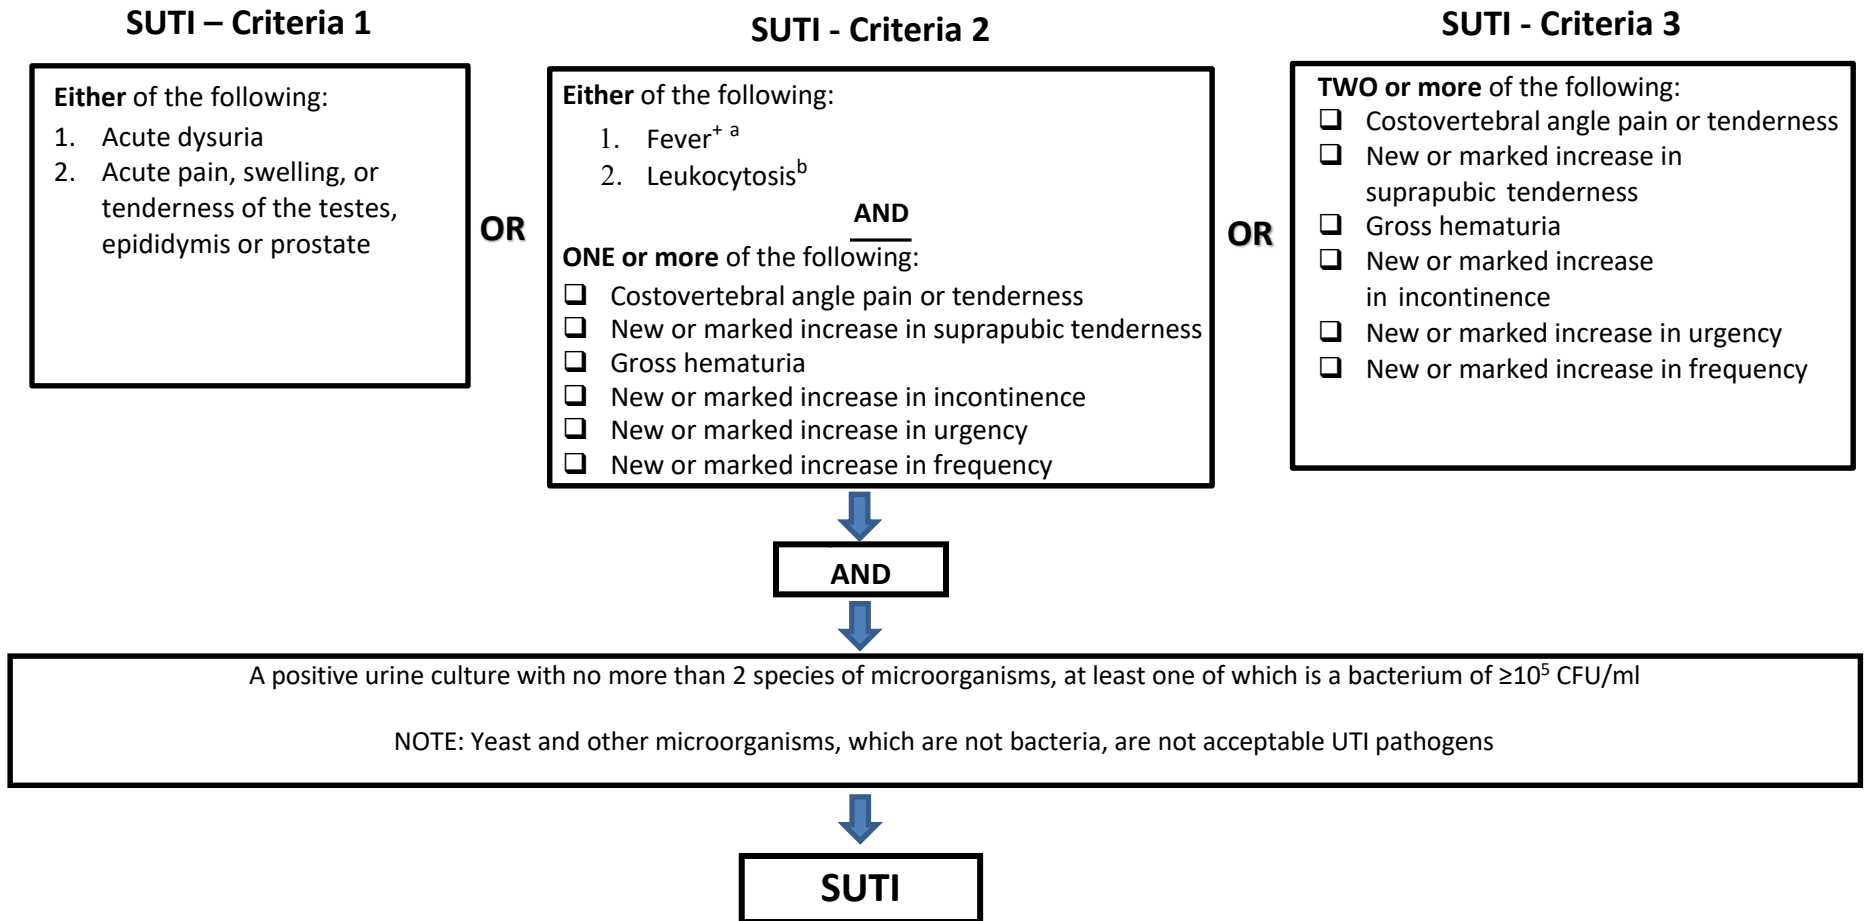 SUTI – Criteria 1
Either of the following:
1. Acute dysuria
2. Acute pain, swelling, or
tenderness of the testes,
epididymis or prostate
OR
SUTI - Criteria 2
Either of the following:
1. Fever⁺ ᵃ
2. Leukocytosisᵇ
AND
ONE or more of the following:
❑ Costovertebral angle pain or tenderness
❑ New or marked increase in suprapubic tenderness
❑ Gross hematuria
❑ New or marked increase in incontinence
❑ New or marked increase in urgency
❑ New or marked increase in frequency
OR
SUTI - Criteria 3
TWO or more of the following:
❑ Costovertebral angle pain or tenderness
❑ New or marked increase in
suprapubic tenderness
❑ Gross hematuria
❑ New or marked increase
in incontinence
❑ New or marked increase in urgency
❑ New or marked increase in frequency
AND
A positive urine culture with no more than 2 species of microorganisms, at least one of which is a bacterium of ≥10⁵ CFU/ml
NOTE: Yeast and other microorganisms, which are not bacteria, are not acceptable UTI pathogens
SUTI